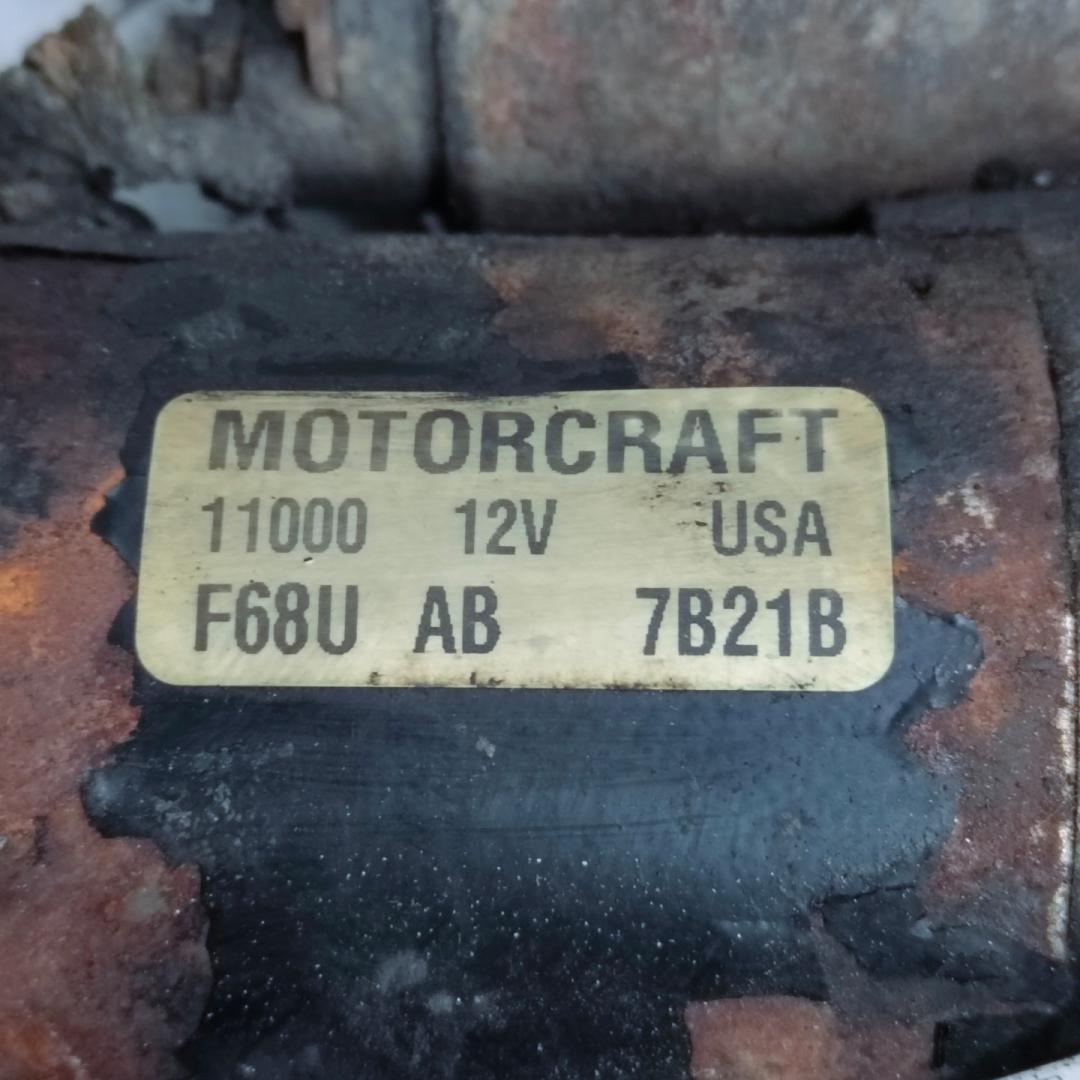 MOTORCRAFT
11000 12V USA
F68U AB 7B21B